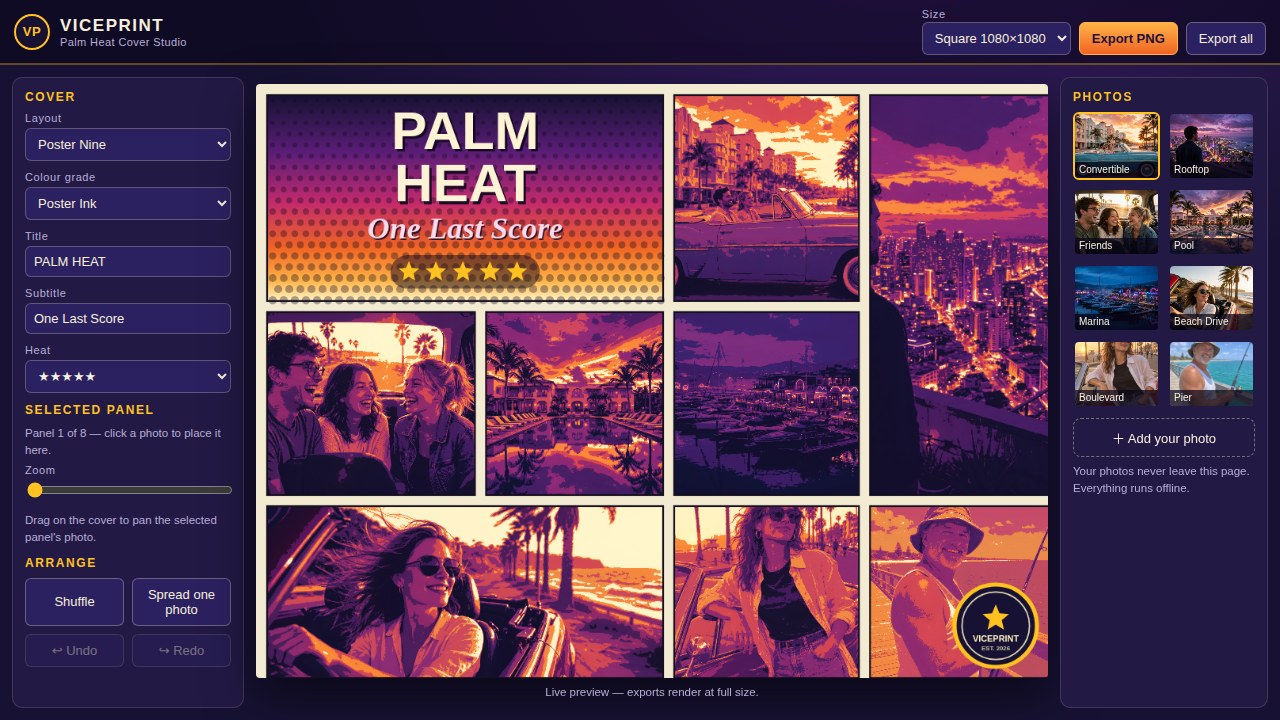 VP
VICEPRINT
Palm Heat Cover Studio
Size
Square 1080×1080
Export PNG
Export all
COVER
Layout
Poster Nine
Colour grade
Poster Ink
Title
PALM HEAT
Subtitle
One Last Score
Heat
★★★★★
SELECTED PANEL
Panel 1 of 8 — click a photo to place it
here.
Zoom
Drag on the cover to pan the selected
panel's photo.
ARRANGE
Shuffle
Spread one
photo
↩ Undo
↪ Redo
PALM
HEAT
One Last Score
VICEPRINT
EST. 2026
Live preview — exports render at full size.
PHOTOS
Convertible
Rooftop
Friends
Pool
Marina
Beach Drive
Boulevard
Pier
＋ Add your photo
Your photos never leave this page.
Everything runs offline.